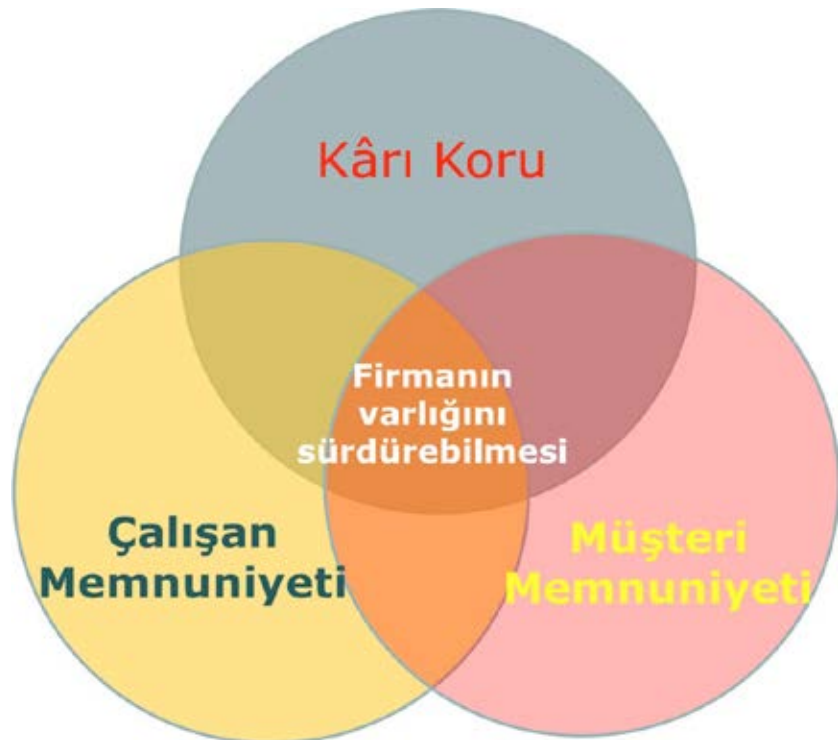 Kârı Koru
Firmanın
varlığını
sürdürebilmesi
Çalışan
Memnuniyeti
Müşteri
Memnuniyeti